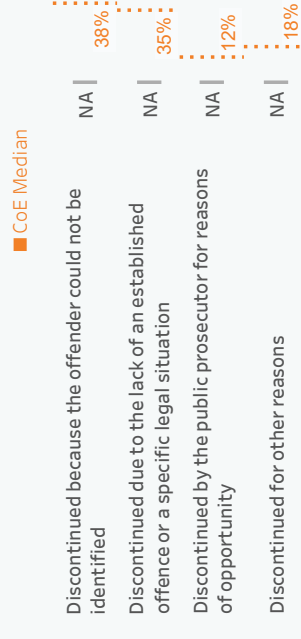 CoE Median
Discontinued because the offender could not be
identified
NA
38%
Discontinued due to the lack of an established
offence or a specific legal situation
NA
35%
Discontinued by the public prosecutor for reasons
of opportunity
NA
12%
Discontinued for other reasons
NA
18%